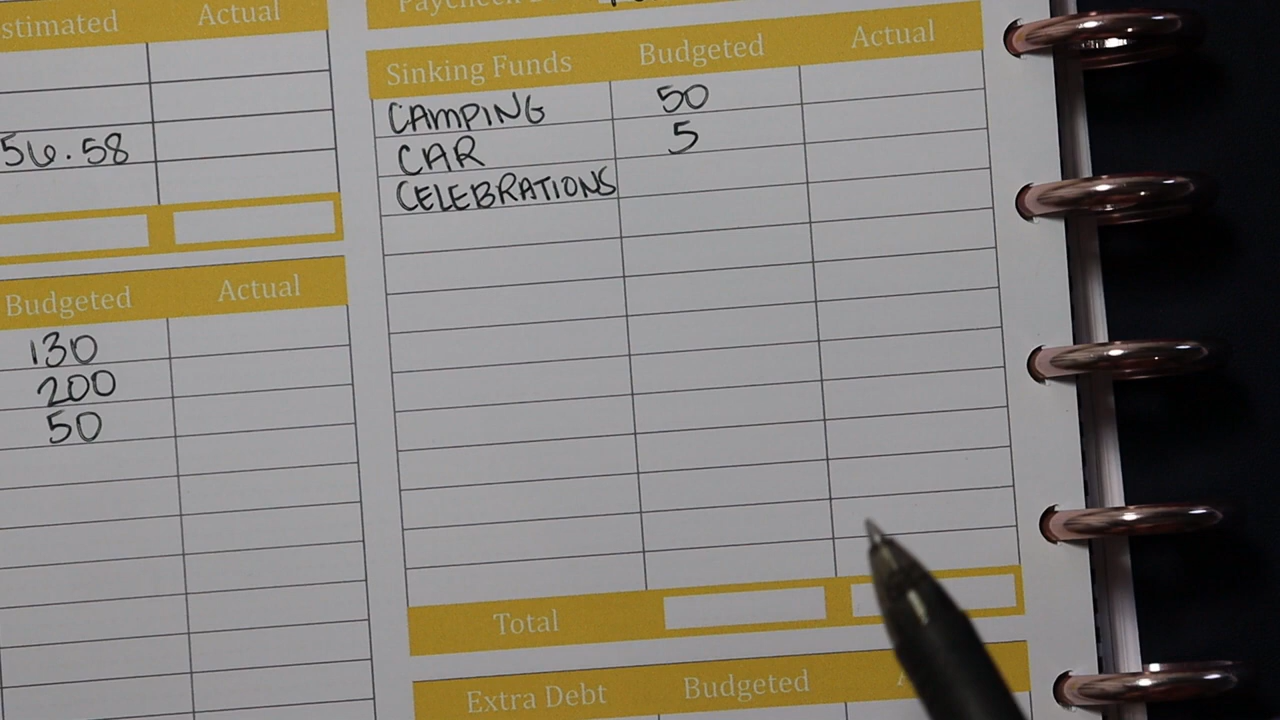 Actual
56.58
Budgeted Actual
130
200
50
Sinking Funds Budgeted Actual
CAMPING 50
CAR 5
CELEBRATIONS
Total
Extra Debt Budgeted